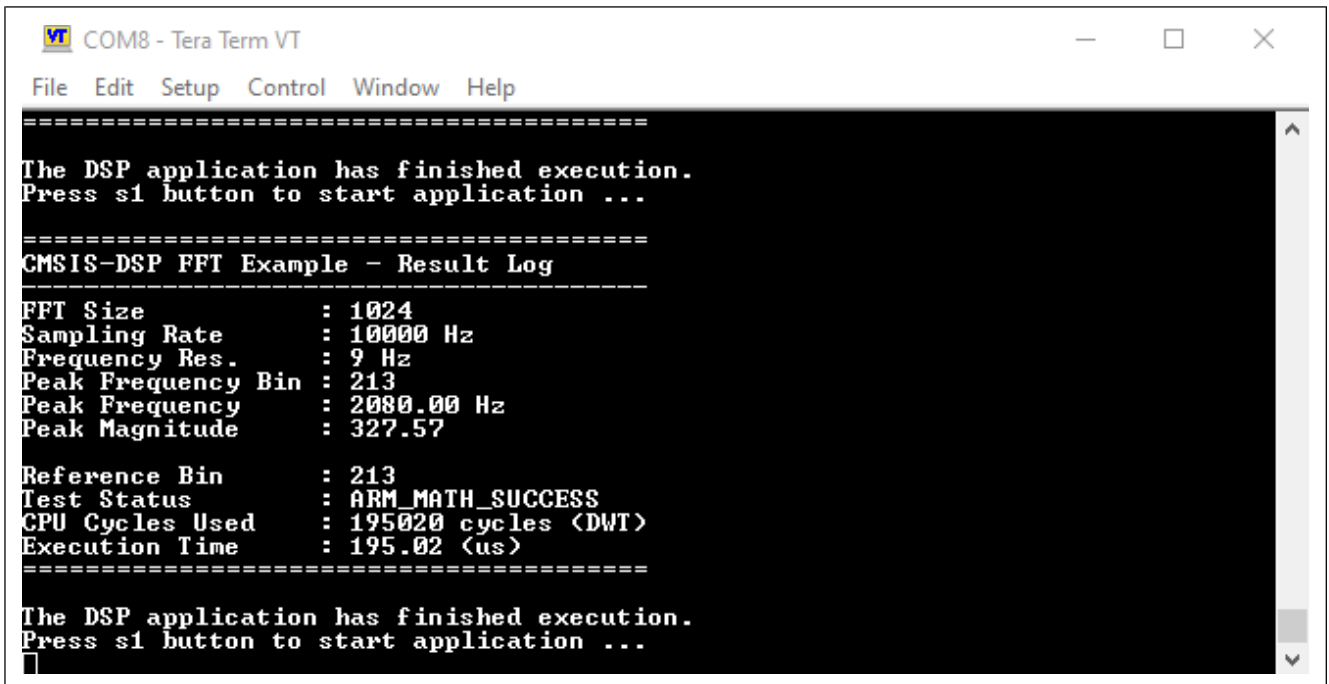 VT COM8 - Tera Term VT
File Edit Setup Control Window Help
=========================================
The DSP application has finished execution.
Press s1 button to start application ...
=========================================
CMSIS-DSP FFT Example - Result Log
-----------------------------------------
FFT Size : 1024
Sampling Rate : 10000 Hz
Frequency Res. : 9 Hz
Peak Frequency Bin : 213
Peak Frequency : 2080.00 Hz
Peak Magnitude : 327.57
Reference Bin : 213
Test Status : ARM_MATH_SUCCESS
CPU Cycles Used : 195020 cycles (DWT)
Execution Time : 195.02 (us)
=========================================
The DSP application has finished execution.
Press s1 button to start application ...